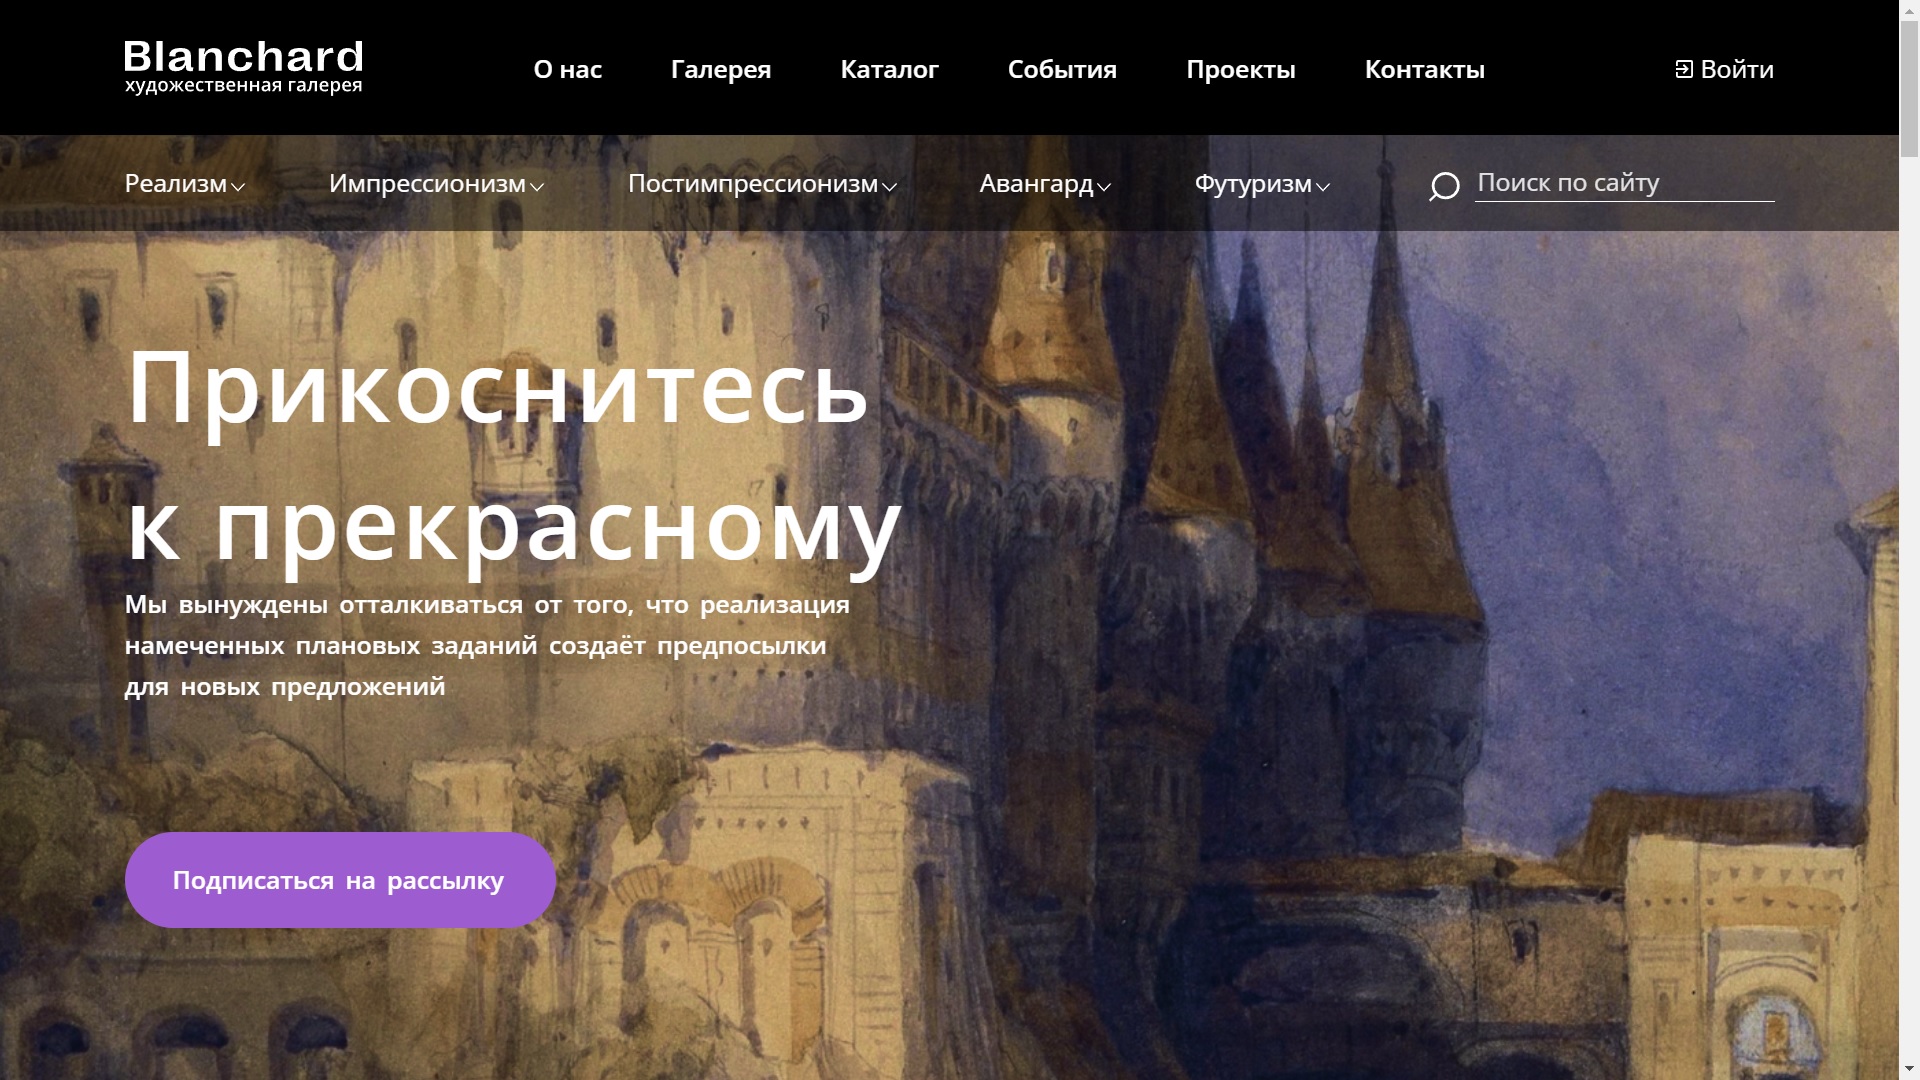 Blanchard
художественная галерея
О нас Галерея Каталог События Проекты Контакты Войти
Реализм Импрессионизм Постимпрессионизм Авангард Футуризм Поиск по сайту
Прикоснитесь
к прекрасному
Мы вынуждены отталкиваться от того, что реализация
намеченных плановых заданий создаёт предпосылки
для новых предложений
Подписаться на рассылку